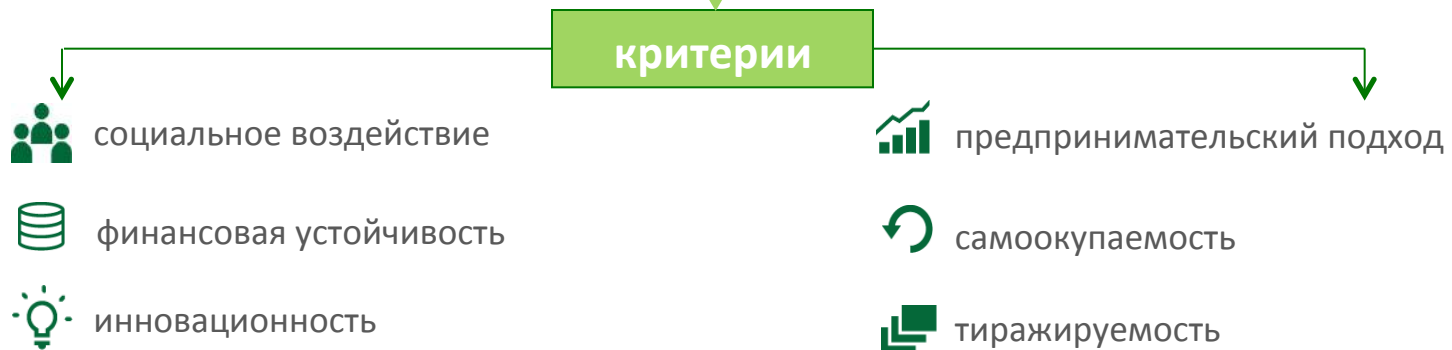 критерии
социальное воздействие
финансовая устойчивость
инновационность
предпринимательский подход
самоокупаемость
тиражируемость